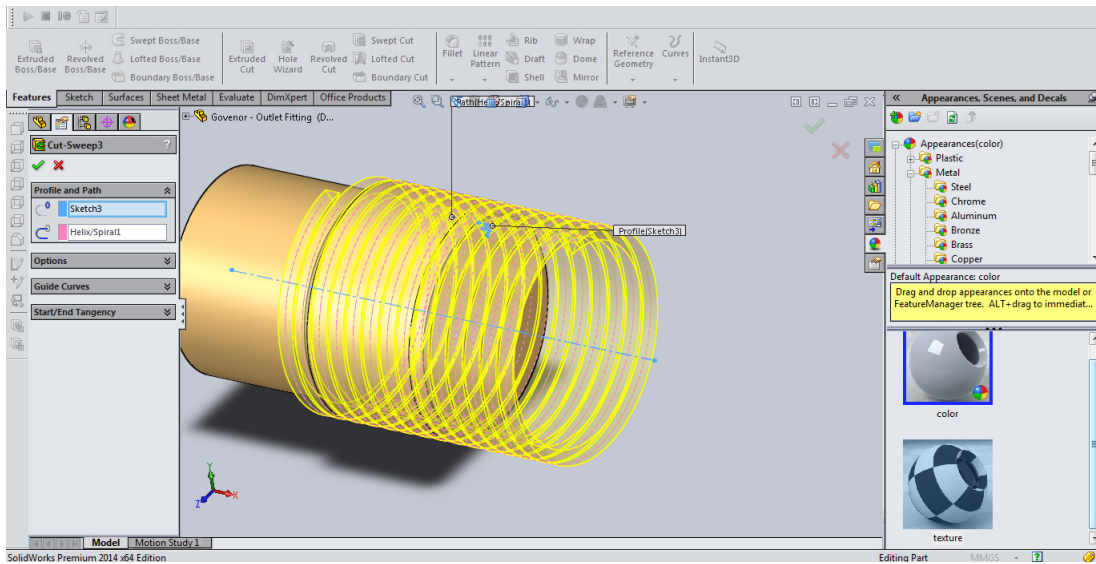 Swept Boss/Base
Lofted Boss/Base
Boundary Boss/Base
Extruded Boss/Base
Revolved Boss/Base
Extruded Cut
Hole Wizard
Revolved Cut
Swept Cut
Lofted Cut
Boundary Cut
Fillet
Linear Pattern
Rib
Draft
Shell
Wrap
Dome
Mirror
Reference Geometry
Curves
Instant3D
Features Sketch Surfaces Sheet Metal Evaluate DimXpert Office Products
Path(Helix/Spiral1)
Appearances, Scenes, and Decals
Govenor - Outlet Fitting (D...
Cut-Sweep3 ?
Profile and Path
Sketch3
Helix/Spiral1
Options
Guide Curves
Start/End Tangency
Profile(Sketch3)
Y
X
Z
Appearances(color)
Plastic
Metal
Steel
Chrome
Aluminum
Bronze
Brass
Copper
Default Appearance: color
Drag and drop appearances onto the model or
FeatureManager tree. ALT+drag to immediat...
color
texture
Model Motion Study 1
SolidWorks Premium 2014 x64 Edition
Editing Part MMGS ?